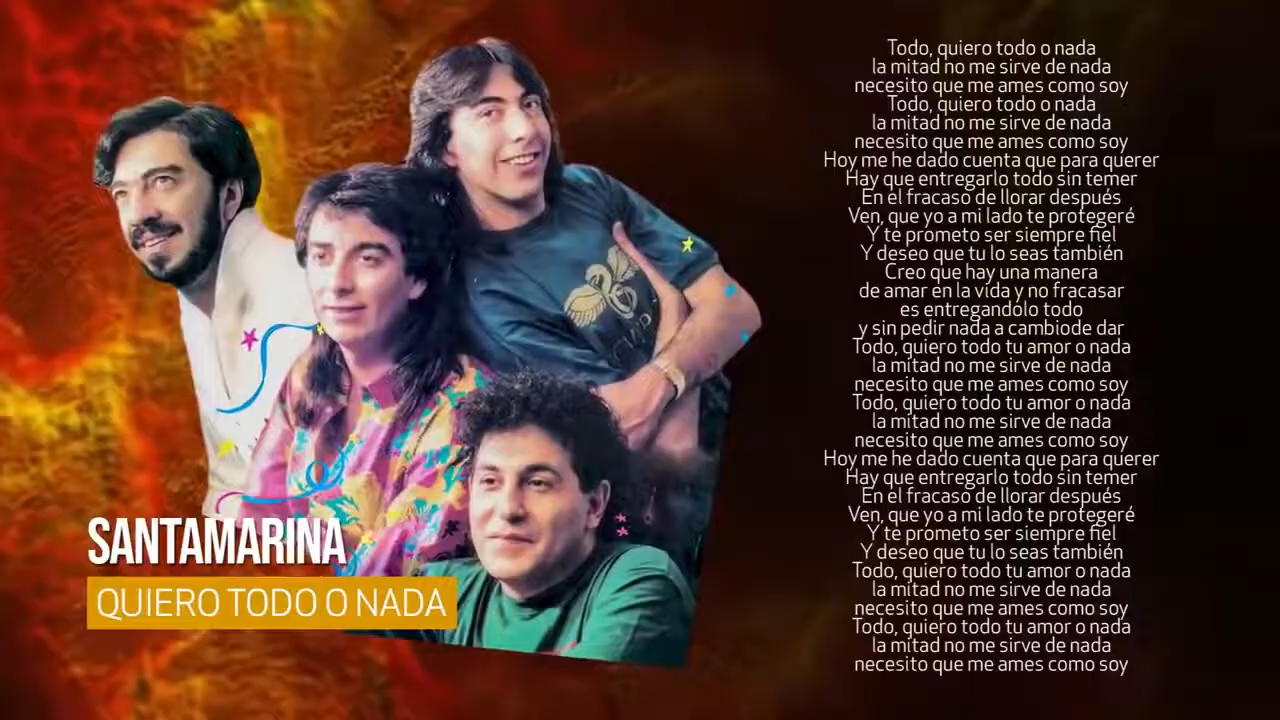 SANTAMARINA
QUIERO TODO O NADA
Todo, quiero todo o nada
la mitad no me sirve de nada
necesito que me ames como soy
Todo, quiero todo o nada
la mitad no me sirve de nada
necesito que me ames como soy
Hoy me he dado cuenta que para querer
Hay que entregarlo todo sin temer
En el fracaso de llorar después
Ven, que yo a mi lado te protegeré
Y te prometo ser siempre fiel
Y deseo que tu lo seas también
Creo que hay una manera
de amar en la vida y no fracasar
es entregandolo todo
y sin pedir nada a cambiode dar
Todo, quiero todo tu amor o nada
la mitad no me sirve de nada
necesito que me ames como soy
Todo, quiero todo tu amor o nada
la mitad no me sirve de nada
necesito que me ames como soy
Hoy me he dado cuenta que para querer
Hay que entregarlo todo sin temer
En el fracaso de llorar después
Ven, que yo a mi lado te protegeré
Y te prometo ser siempre fiel
Y deseo que tu lo seas también
Todo, quiero todo tu amor o nada
la mitad no me sirve de nada
necesito que me ames como soy
Todo, quiero todo tu amor o nada
la mitad no me sirve de nada
necesito que me ames como soy